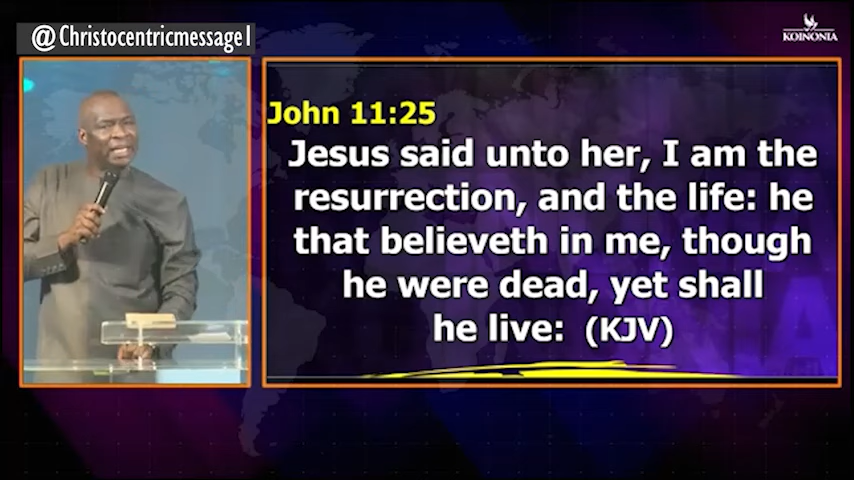 @Christocentricmessage1
KOINONIA
John 11:25
Jesus said unto her, I am the
resurrection, and the life: he
that believeth in me, though
he were dead, yet shall
he live: (KJV)